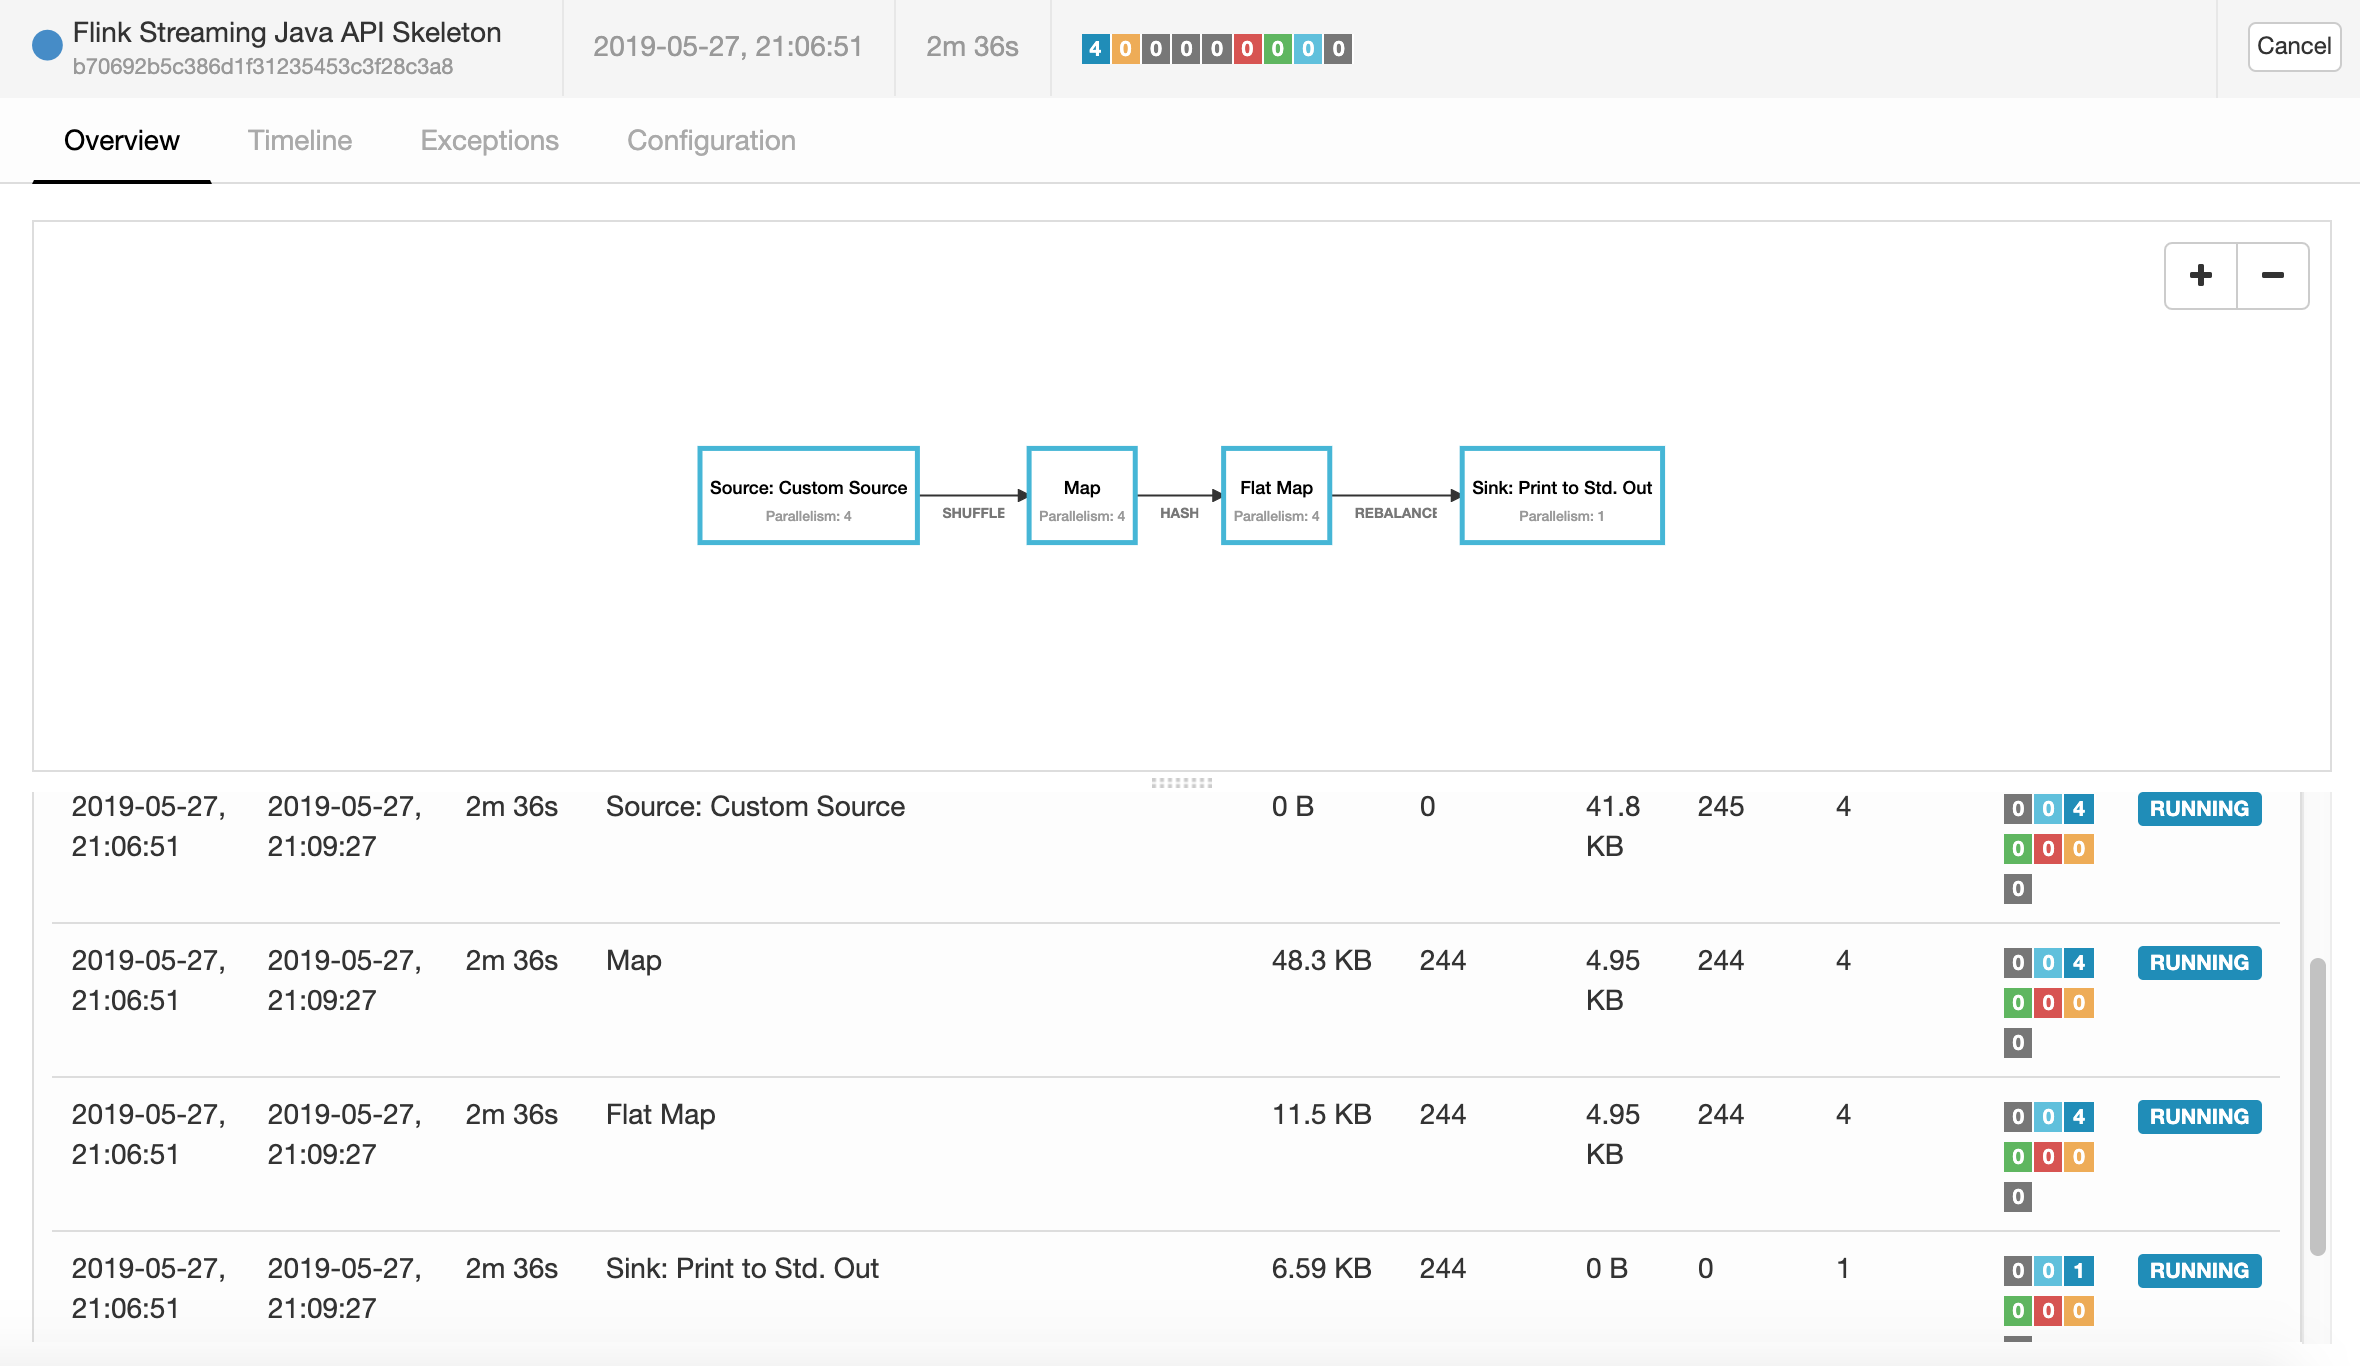 Flink Streaming Java API Skeleton
b70692b5c386d1f31235453c3f28c3a8
2019-05-27, 21:06:51
2m 36s
4 0 0 0 0 0 0 0 0
Cancel
Overview Timeline Exceptions Configuration
+ −
Source: Custom Source
Parallelism: 4
SHUFFLE
Map
Parallelism: 4
HASH
Flat Map
Parallelism: 4
REBALANCE
Sink: Print to Std. Out
Parallelism: 1
2019-05-27, 2019-05-27, 2m 36s Source: Custom Source 0 B 0 41.8 245 4 0 0 4 RUNNING
21:06:51 21:09:27 KB 0 0 0
0
2019-05-27, 2019-05-27, 2m 36s Map 48.3 KB 244 4.95 244 4 0 0 4 RUNNING
21:06:51 21:09:27 KB 0 0 0
0
2019-05-27, 2019-05-27, 2m 36s Flat Map 11.5 KB 244 4.95 244 4 0 0 4 RUNNING
21:06:51 21:09:27 KB 0 0 0
0
2019-05-27, 2019-05-27, 2m 36s Sink: Print to Std. Out 6.59 KB 244 0 B 0 1 0 0 1 RUNNING
21:06:51 21:09:27 0 0 0